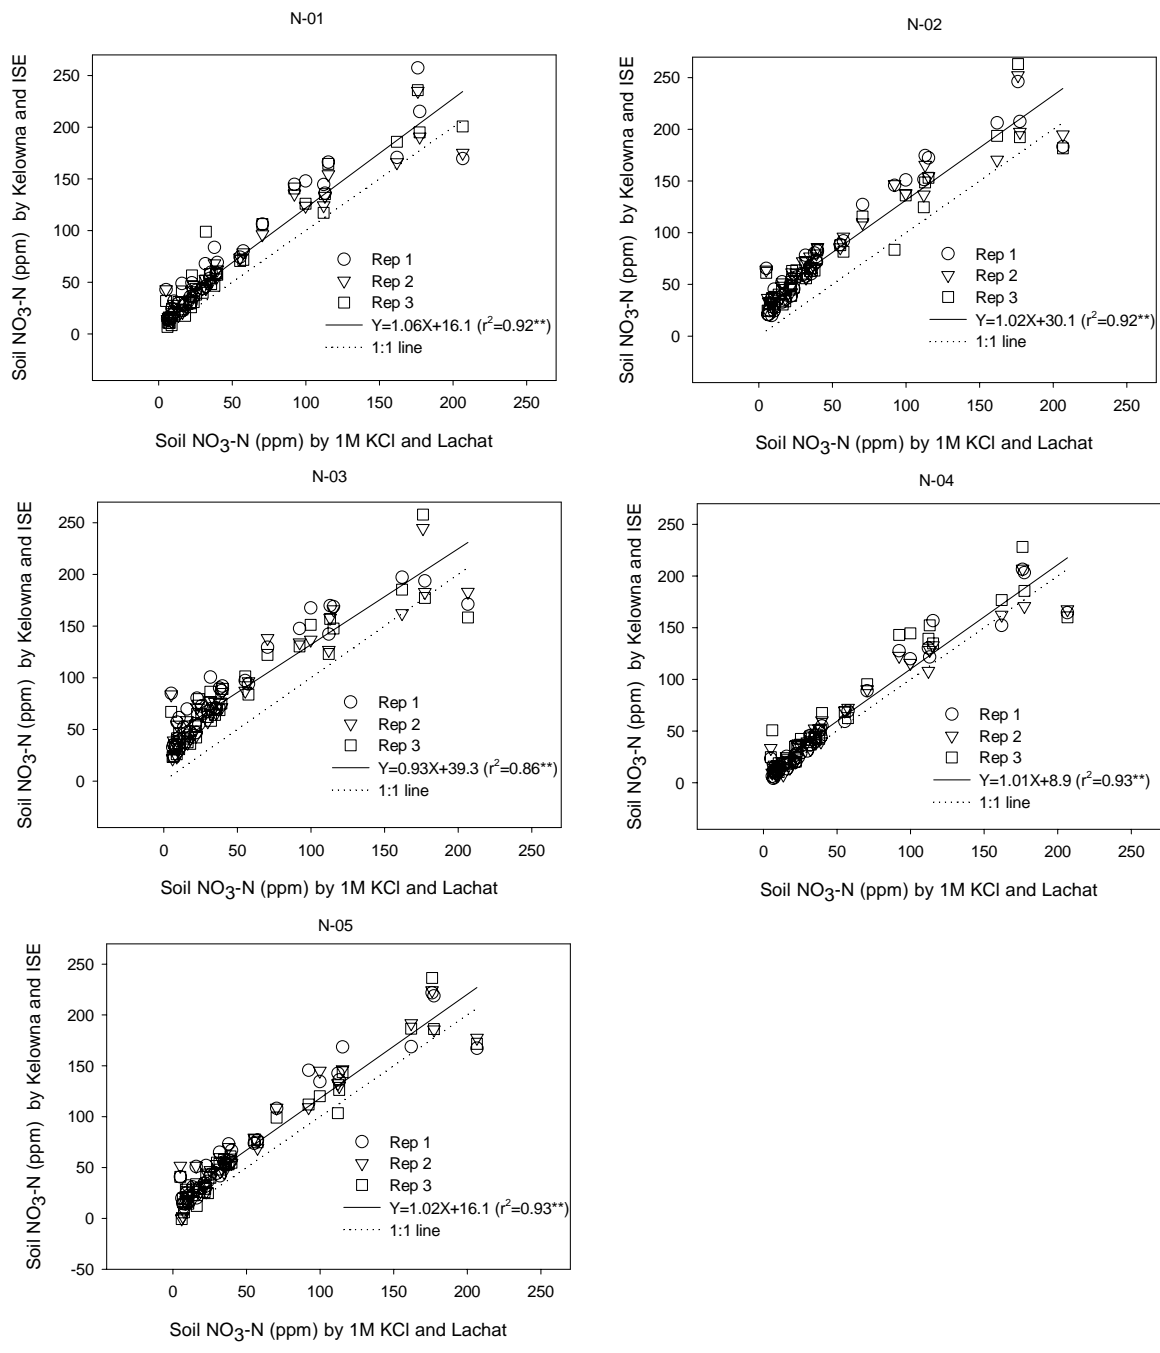 N-01
Soil NO3-N (ppm) by Kelowna and ISE
250
200
150
100
50
0
Rep 1
Rep 2
Rep 3
Y=1.06X+16.1 (r2=0.92**)
1:1 line
0 50 100 150 200 250
Soil NO3-N (ppm) by 1M KCl and Lachat
N-02
Soil NO3-N (ppm) by Kelowna and ISE
250
200
150
100
50
0
Rep 1
Rep 2
Rep 3
Y=1.02X+30.1 (r2=0.92**)
1:1 line
0 50 100 150 200 250
Soil NO3-N (ppm) by 1M KCl and Lachat
N-03
Soil NO3-N (ppm) by Kelowna and ISE
250
200
150
100
50
0
Rep 1
Rep 2
Rep 3
Y=0.93X+39.3 (r2=0.86**)
1:1 line
0 50 100 150 200 250
Soil NO3-N (ppm) by 1M KCl and Lachat
N-04
Soil NO3-N (ppm) by Kelowna and ISE
250
200
150
100
50
0
Rep 1
Rep 2
Rep 3
Y=1.01X+8.9 (r2=0.93**)
1:1 line
0 50 100 150 200 250
Soil NO3-N (ppm) by 1M KCl and Lachat
N-05
Soil NO3-N (ppm) by Kelowna and ISE
250
200
150
100
50
0
-50
Rep 1
Rep 2
Rep 3
Y=1.02X+16.1 (r2=0.93**)
1:1 line
0 50 100 150 200 250
Soil NO3-N (ppm) by 1M KCl and Lachat